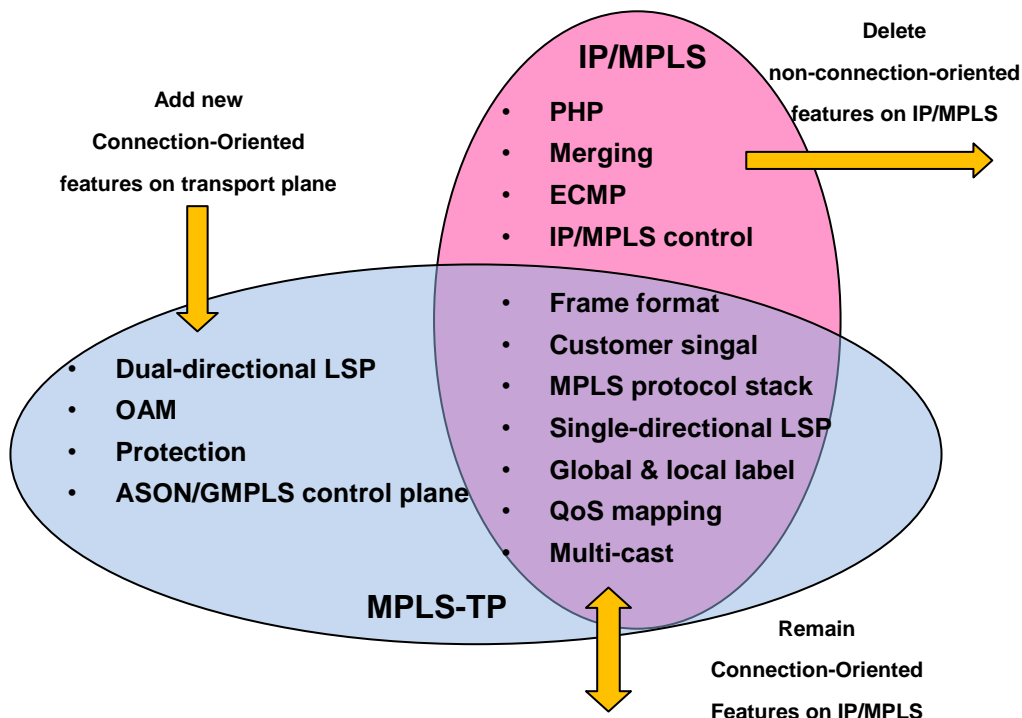 Add new
Connection-Oriented
features on transport plane
IP/MPLS
• PHP
• Merging
• ECMP
• IP/MPLS control
Delete
non-connection-oriented
features on IP/MPLS
• Dual-directional LSP
• OAM
• Protection
• ASON/GMPLS control plane
• Frame format
• Customer singal
• MPLS protocol stack
• Single-directional LSP
• Global & local label
• QoS mapping
• Multi-cast
MPLS-TP
Remain
Connection-Oriented
Features on IP/MPLS